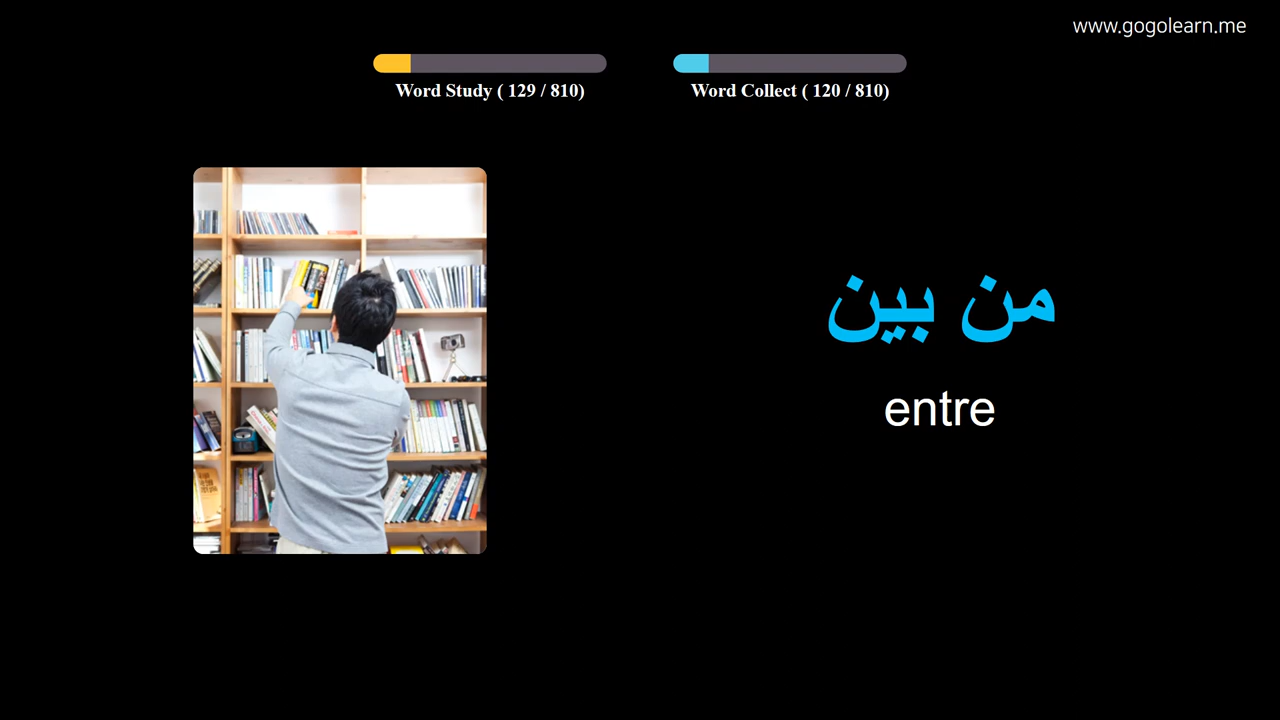 www.gogolearn.me
Word Study ( 129 / 810)
Word Collect ( 120 / 810)
من بين
entre